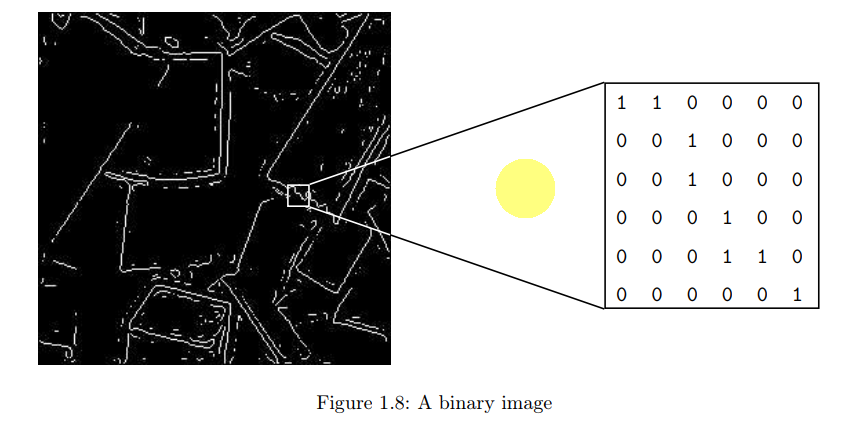 1 1 0 0 0 0
0 0 1 0 0 0
0 0 1 0 0 0
0 0 0 1 0 0
0 0 0 1 1 0
0 0 0 0 0 1
Figure 1.8: A binary image